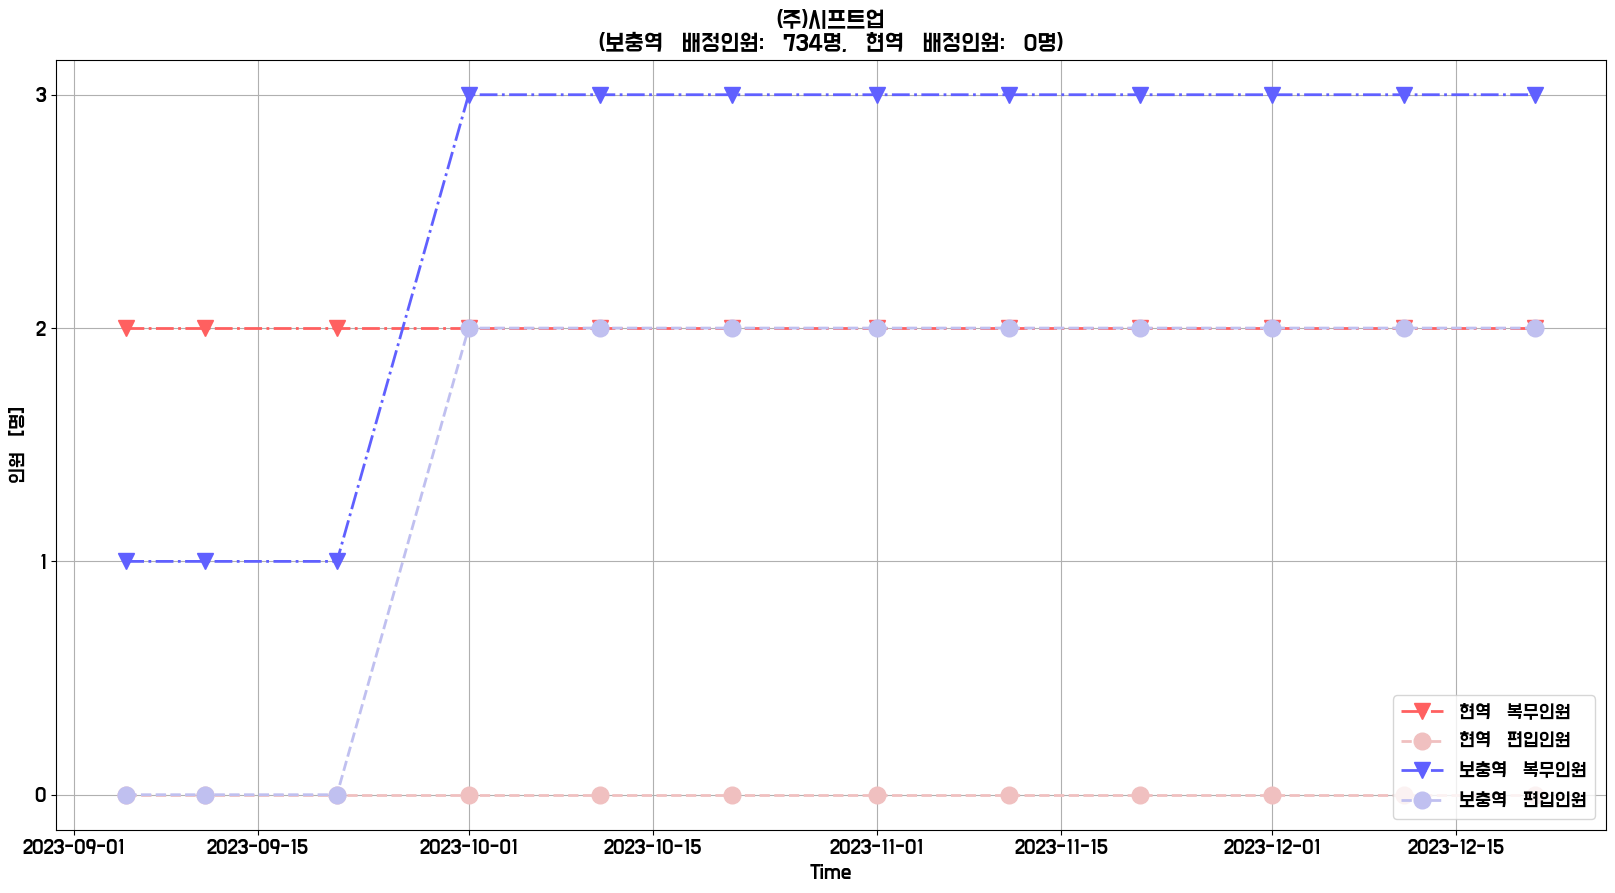 (주)시프트업
(보충역 배정인원: 734명, 현역 배정인원: 0명)
3
2
1
0
인원 [명]
현역 복무인원
현역 편입인원
보충역 복무인원
보충역 편입인원
2023-09-01 2023-09-15 2023-10-01 2023-10-15 2023-11-01 2023-11-15 2023-12-01 2023-12-15
Time